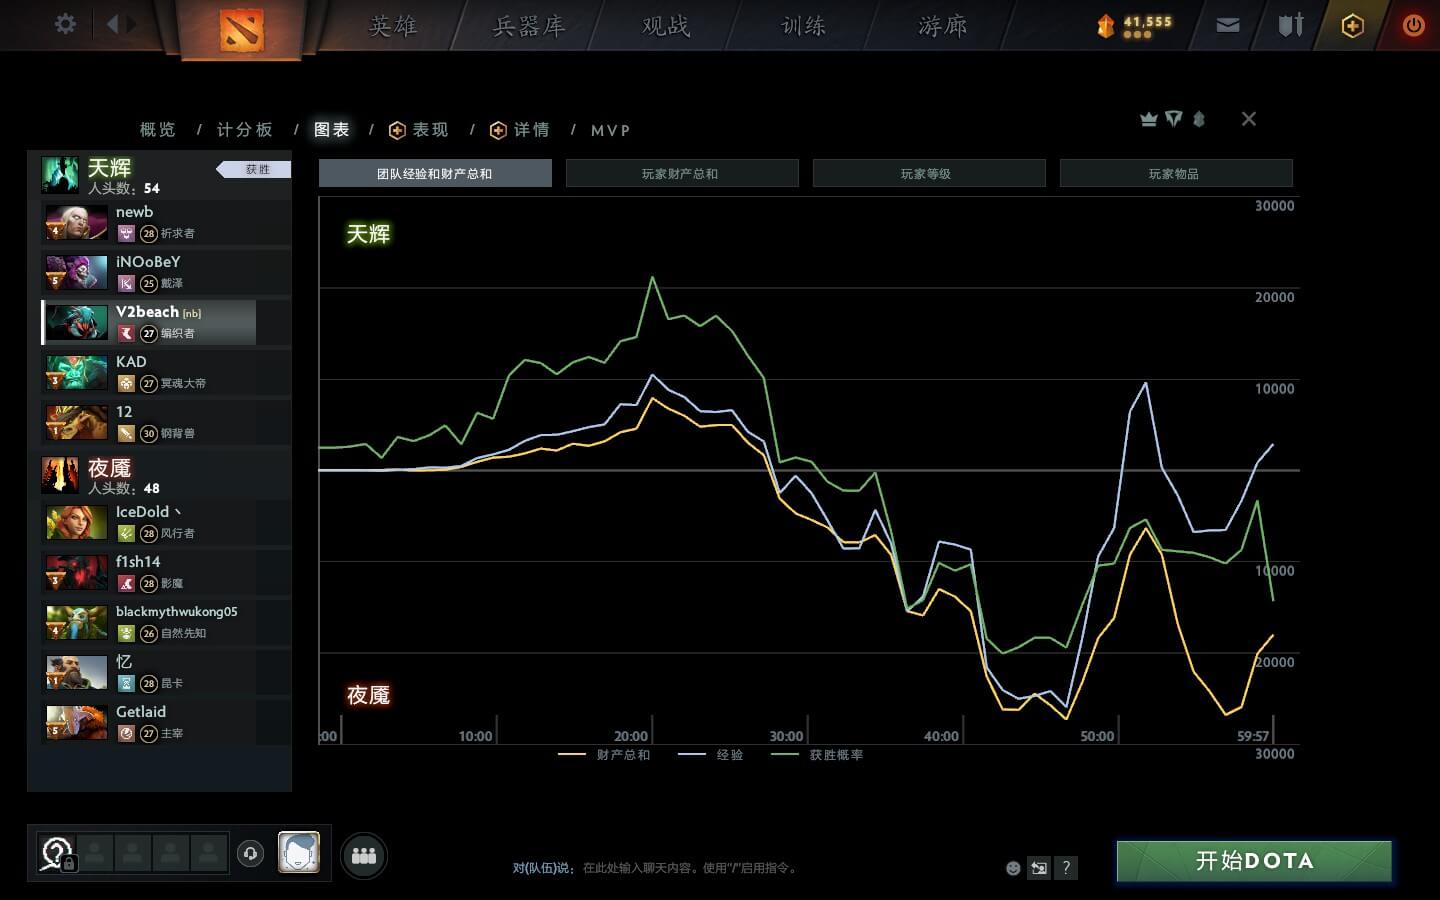 英雄 兵器库 观战 训练 游廊 41,555
概览 / 计分板 / 图表 / 表现 / 详情 / MVP
天辉 获胜
人头数: 54
newb
4 28 祈求者
iNOoBeY
5 25 戴泽
V2beach [nb]
27 编织者
KAD
3 27 冥魂大帝
12
1 30 钢背兽
夜魇
人头数: 48
IceDold丶
28 风行者
f1sh14
3 28 影魔
blackmythwukong05
4 26 自然先知
忆
1 28 昆卡
Getlaid
5 27 主宰
团队经验和财产总和 玩家财产总和 玩家等级 玩家物品
30000
天辉
20000
10000
10000
20000
夜魇
:00 10:00 20:00 30:00 40:00 50:00 59:57
30000
财产总和 经验 获胜概率
对(队伍)说: 在此处输入聊天内容。使用"/"启用指令。
?
开始DOTA